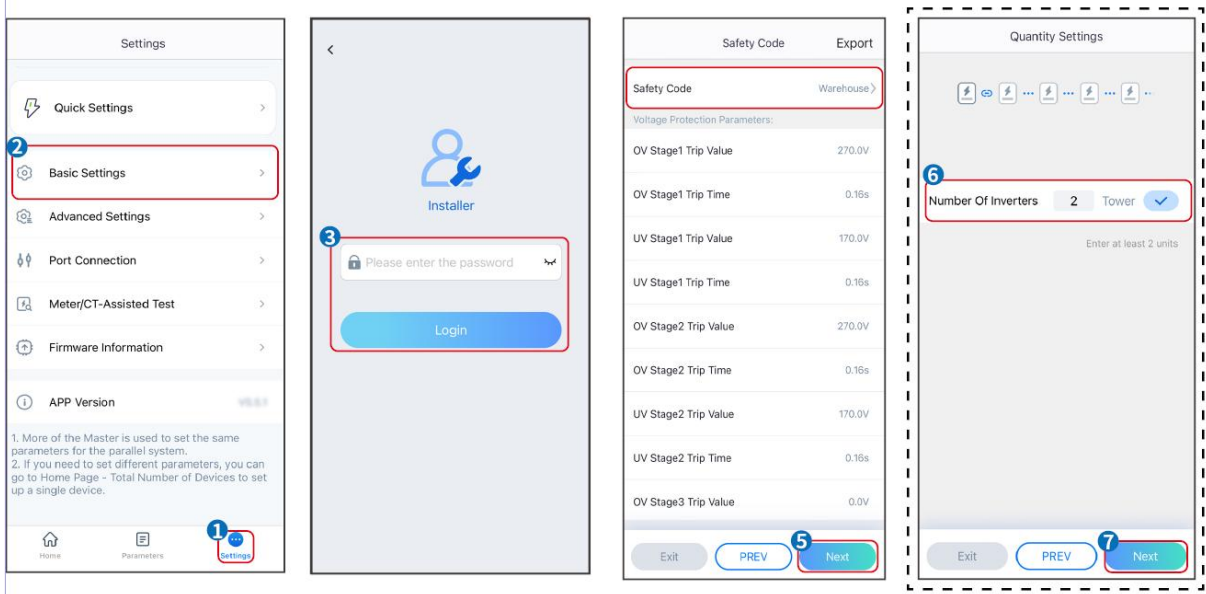 Settings
Quick Settings
2
Basic Settings
Advanced Settings
Port Connection
Meter/CT-Assisted Test
Firmware Information
APP Version
1. More of the Master is used to set the same
parameters for the parallel system.
2. If you need to set different parameters, you can
go to Home Page - Total Number of Devices to set
up a single device.
1
Home Parameters Settings
Installer
3
Please enter the password
Login
Safety Code Export
Safety Code Warehouse
Voltage Protection Parameters:
OV Stage1 Trip Value 270.0V
OV Stage1 Trip Time 0.16s
UV Stage1 Trip Value 170.0V
UV Stage1 Trip Time 0.16s
OV Stage2 Trip Value 270.0V
OV Stage2 Trip Time 0.16s
UV Stage2 Trip Value 170.0V
UV Stage2 Trip Time 0.16s
OV Stage3 Trip Value 0.0V
5
Exit PREV Next
Quantity Settings
6
Number Of Inverters 2 Tower
Enter at least 2 units
7
Exit PREV Next